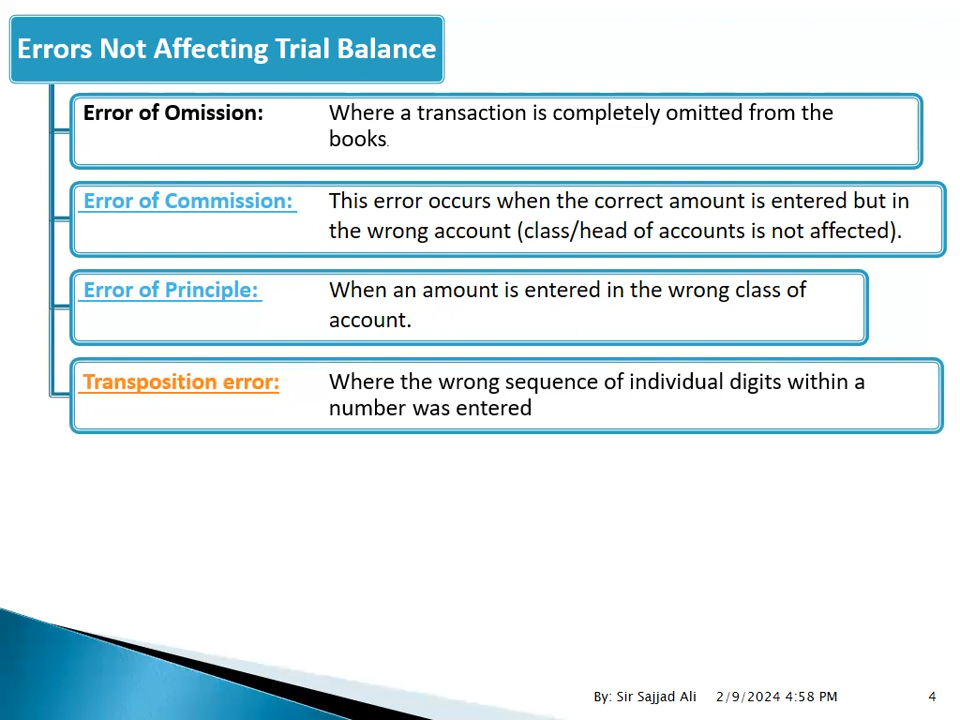 Errors Not Affecting Trial Balance
Error of Omission: Where a transaction is completely omitted from the
books.
Error of Commission: This error occurs when the correct amount is entered but in
the wrong account (class/head of accounts is not affected).
Error of Principle: When an amount is entered in the wrong class of
account.
Transposition error: Where the wrong sequence of individual digits within a
number was entered
By: Sir Sajjad Ali 2/9/2024 4:58 PM 4